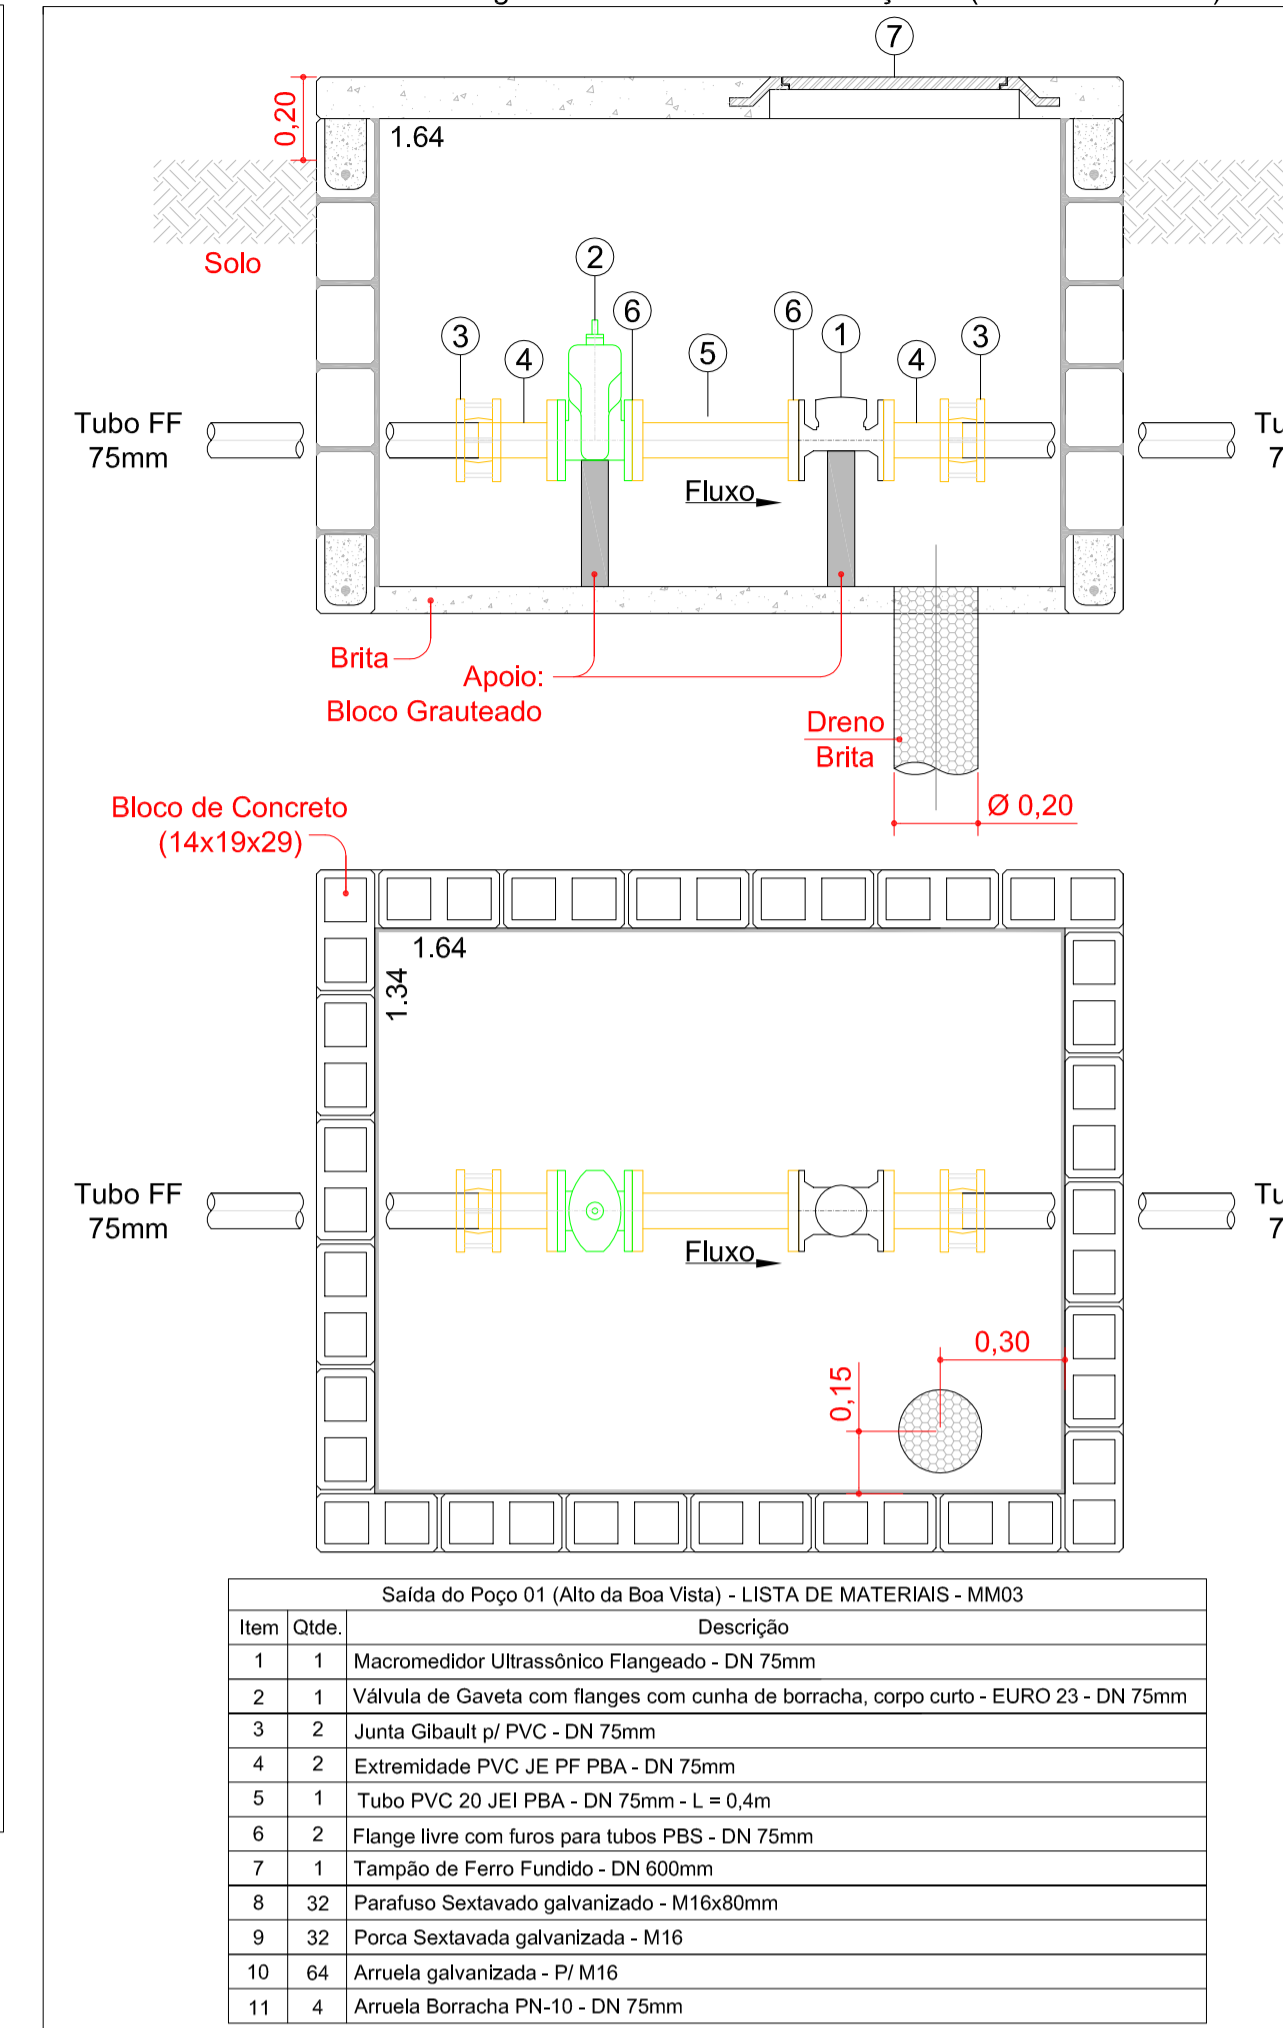 7
0,20
1.64
Solo
2
6
6
1
3
4
5
4
3
Tubo FF
75mm
Fluxo
Brita
Apoio:
Bloco Grauteado
Dreno
Brita
Ø 0,20
Bloco de Concreto
(14x19x29)
1.64
1.34
Tubo FF
75mm
Fluxo
0,30
0,15
Saída do Poço 01 (Alto da Boa Vista) - LISTA DE MATERIAIS - MM03
Item Qtde. Descrição
1 1 Macromedidor Ultrassônico Flangeado - DN 75mm
2 1 Válvula de Gaveta com flanges com cunha de borracha, corpo curto - EURO 23 - DN 75mm
3 2 Junta Gibault p/ PVC - DN 75mm
4 2 Extremidade PVC JE PF PBA - DN 75mm
5 1 Tubo PVC 20 JEI PBA - DN 75mm - L = 0,4m
6 2 Flange livre com furos para tubos PBS - DN 75mm
7 1 Tampão de Ferro Fundido - DN 600mm
8 32 Parafuso Sextavado galvanizado - M16x80mm
9 32 Porca Sextavada galvanizada - M16
10 64 Arruela galvanizada - P/ M16
11 4 Arruela Borracha PN-10 - DN 75mm